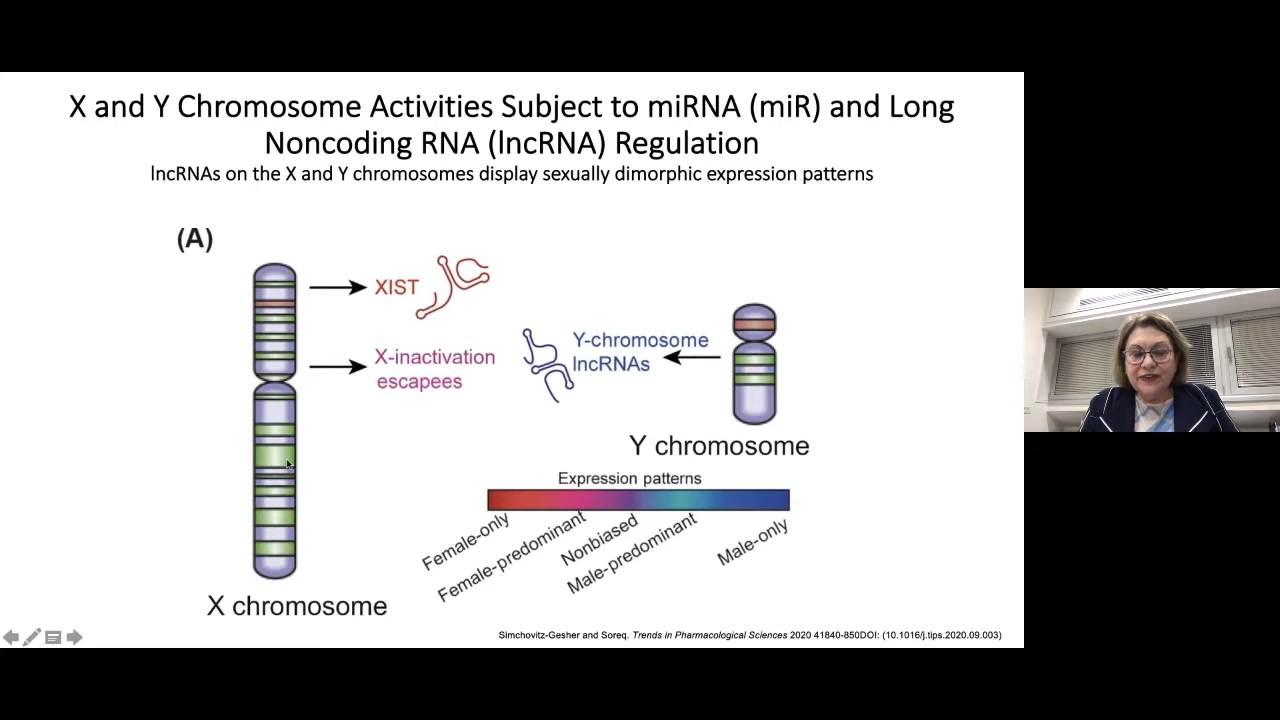 X and Y Chromosome Activities Subject to miRNA (miR) and Long
Noncoding RNA (lncRNA) Regulation
lncRNAs on the X and Y chromosomes display sexually dimorphic expression patterns
(A)
XIST
X-inactivation
escapees
Y-chromosome
lncRNAs
Y chromosome
Expression patterns
Female-only
Female-predominant
Nonbiased
Male-predominant
Male-only
X chromosome
Simchovitz-Gesher and Soreq. Trends in Pharmacological Sciences 2020 41840-850DOI: (10.1016/j.tips.2020.09.003)